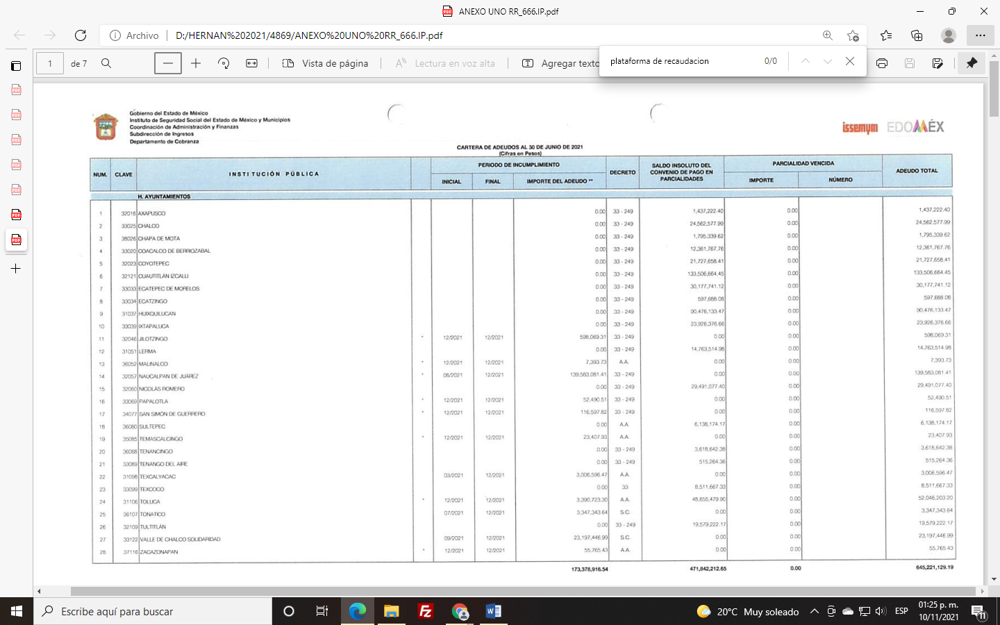 ANEXO UNO RR_666.IP.pdf
Archivo D:/HERNAN%202021/4869/ANEXO%20UNO%20RR_666.IP.pdf
1 de 7 Vista de página Lectura en voz alta Agregar texto
plataforma de recaudacion 0/0
Gobierno del Estado de México
Instituto de Seguridad Social del Estado de México y Municipios
Coordinación de Administración y Finanzas
Subdirección de Ingresos
Departamento de Cobranza
issemym EDOMÉX
CARTERA DE ADEUDOS AL 30 DE JUNIO DE 2021
(Cifras en Pesos)
NUM. CLAVE INSTITUCIÓN PÚBLICA PERIODO DE INCUMPLIMIENTO INICIAL FINAL IMPORTE DEL ADEUDO ** DECRETO SALDO INSOLUTO DEL CONVENIO DE PAGO EN PARCIALIDADES PARCIALIDAD VENCIDA IMPORTE NÚMERO ADEUDO TOTAL
H. AYUNTAMIENTOS
1 32016 AXAPUSCO 0.00 33 - 249 1,437,222.40 0.00 1,437,222.40
2 33025 CHALCO 0.00 33 - 249 24,562,577.99 0.00 24,562,577.99
3 38026 CHAPA DE MOTA 0.00 33 - 249 1,795,339.62 0.00 1,795,339.62
4 33020 COACALCO DE BERRIOZABAL 0.00 33 - 249 12,361,767.76 0.00 12,361,767.76
5 32023 COYOTEPEC 0.00 33 - 249 21,727,658.41 0.00 21,727,658.41
6 32121 CUAUTITLÁN IZCALLI 0.00 33 - 249 133,506,664.45 0.00 133,506,664.45
7 33033 ECATEPEC DE MORELOS 0.00 33 - 249 30,177,741.12 0.00 30,177,741.12
8 33034 ECATZINGO 0.00 33 - 249 597,688.08 0.00 597,688.08
9 31037 HUIXQUILUCAN 0.00 33 - 249 90,476,133.47 0.00 90,476,133.47
10 33039 IXTAPALUCA 0.00 33 - 249 23,926,376.66 0.00 23,926,376.66
11 32046 JILOTZINGO * 12/2021 12/2021 598,069.31 33 - 249 0.00 0.00 598,069.31
12 31051 LERMA 0.00 33 - 249 14,763,514.98 0.00 14,763,514.98
13 36052 MALINALCO * 12/2021 12/2021 7,393.73 A.A. 0.00 0.00 7,393.73
14 32057 NAUCALPAN DE JUÁREZ * 08/2021 12/2021 139,583,081.41 33 - 249 0.00 0.00 139,583,081.41
15 32060 NICOLÁS ROMERO 0.00 33 - 249 29,491,077.40 0.00 29,491,077.40
16 33069 PAPALOTLA * 12/2021 12/2021 52,490.51 33 - 249 0.00 0.00 52,490.51
17 34077 SAN SIMÓN DE GUERRERO * 12/2021 12/2021 116,597.82 33 - 249 0.00 0.00 116,597.82
18 36080 SULTEPEC 0.00 A.A. 6,138,174.17 0.00 6,138,174.17
19 35085 TEMASCALCINGO * 12/2021 12/2021 23,407.93 A.A. 0.00 0.00 23,407.93
20 36088 TENANCINGO 0.00 33 - 249 3,618,642.38 0.00 3,618,642.38
21 33089 TENANGO DEL AIRE 0.00 33 - 249 515,264.36 0.00 515,264.36
22 31098 TEXCALYACAC 03/2021 12/2021 3,006,596.47 A.A. 0.00 0.00 3,006,596.47
23 33099 TEXCOCO 0.00 33 8,511,667.33 0.00 8,511,667.33
24 31106 TOLUCA * 12/2021 12/2021 3,390,723.30 A.A. 48,655,479.90 0.00 52,046,203.20
25 36107 TONATICO 07/2021 12/2021 3,347,343.64 S.C. 0.00 0.00 3,347,343.64
26 32109 TULTITLÁN 0.00 33 - 249 19,579,222.17 0.00 19,579,222.17
27 33122 VALLE DE CHALCO SOLIDARIDAD 09/2021 12/2021 23,197,446.99 S.C. 0.00 0.00 23,197,446.99
28 37116 ZACAZONAPAN * 12/2021 12/2021 55,765.43 A.A. 0.00 0.00 55,765.43
173,378,916.54 471,842,212.65 0.00 645,221,129.19
Escribe aquí para buscar 20°C Muy soleado ESP 01:25 p. m.
10/11/2021 11